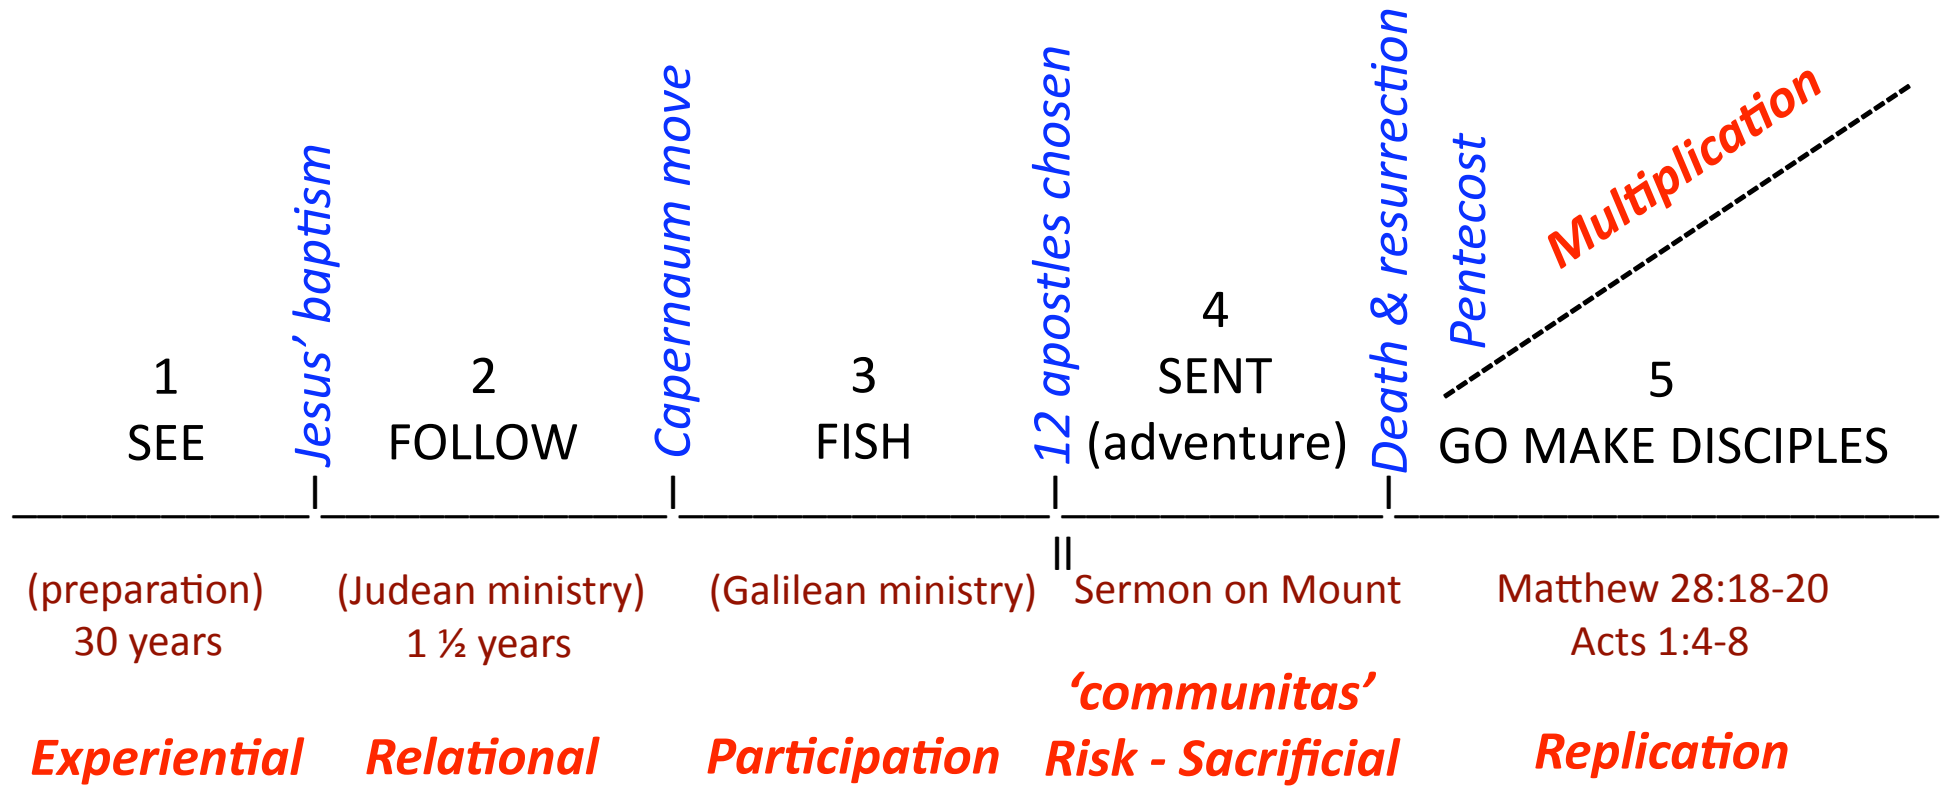 1
SEE
Jesus’ baptism
2
FOLLOW
Capernaum move
3
FISH
12 apostles chosen
4
SENT
(adventure)
Death & resurrection
Pentecost
Multiplication
5
GO MAKE DISCIPLES
(preparation)
30 years
(Judean ministry)
1 ½ years
(Galilean ministry)
Sermon on Mount
Matthew 28:18-20
Acts 1:4-8
Experiential
Relational
Participation
‘communitas’
Risk - Sacrificial
Replication